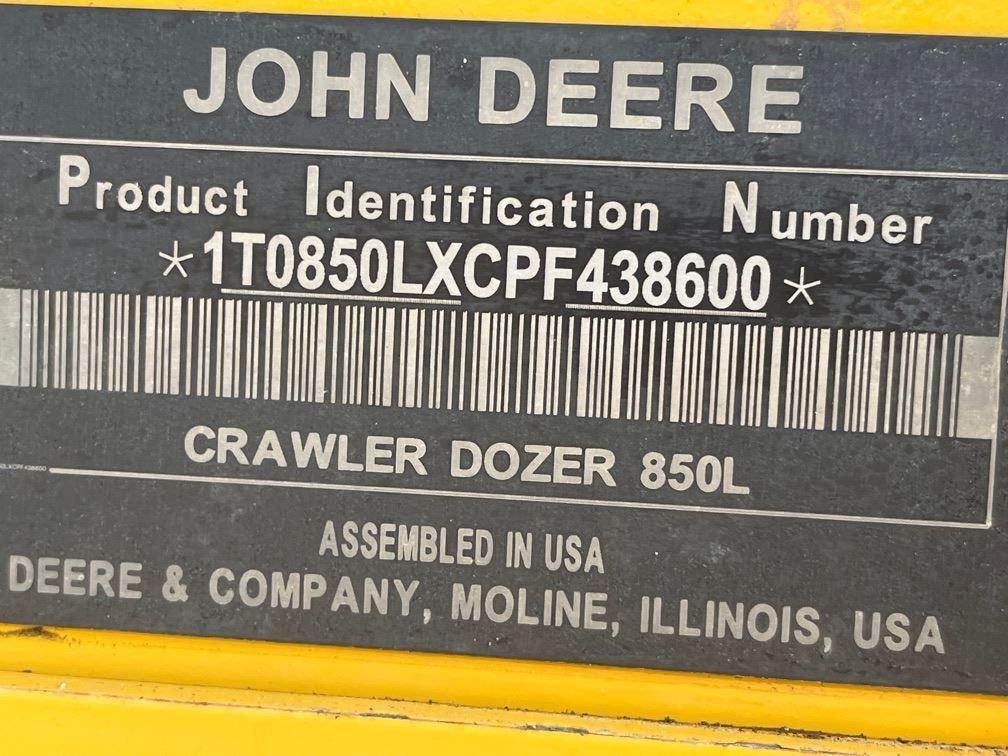 JOHN DEERE
Product Identification Number
*1T0850LXCPF438600*
CRAWLER DOZER 850L
ASSEMBLED IN USA
DEERE & COMPANY, MOLINE, ILLINOIS, USA